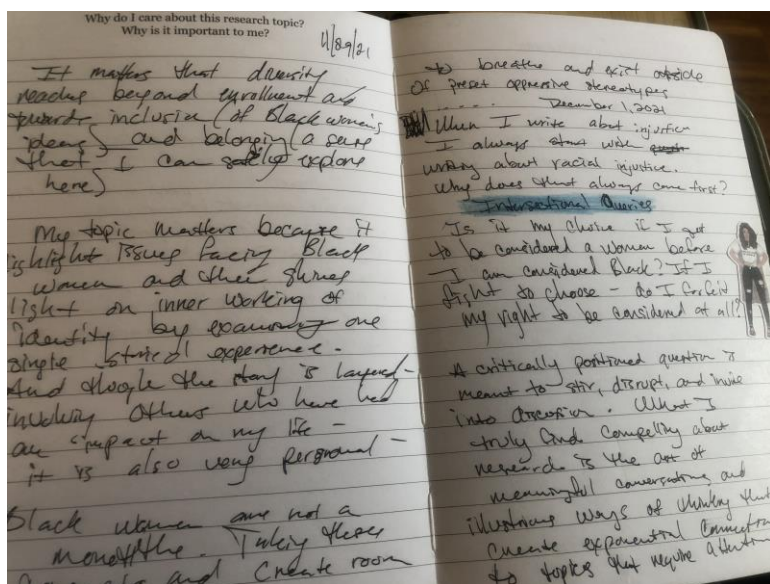 Why do I care about this research topic?
Why is it important to me?
It matters that diversity
reaches beyond enrollment and
towards inclusion (of Black women's
ideas) and belonging (a sense
that I can safely explore
here)
My topic matters because it
highlight issues facing Black
women and then shines
light on inner working of
identity by examining one
single lived experience.
And though the story is layered -
involving others who have had
an impact on my life -
it is also very personal -
Black women are not a
monolithe. Taking these
and create room
to breathe and exist outside
of preset oppressive stereotypes
December 1, 2021
When I write about injustice
I always start with
writing about racial injustice.
Why does that always come first?
Intersectional Queries
Is it my choice if I get
to be considered a woman before
I am considered Black? If I
fight to choose - do I forfeit
my right to be considered at all?
A critically positioned question is
meant to stir, disrupt, and invite
into discussion. What I
truly find compelling about
research is the art of
meaningful conversations and
illustrious ways of thinking that
create exponential connection
to topics that require attention